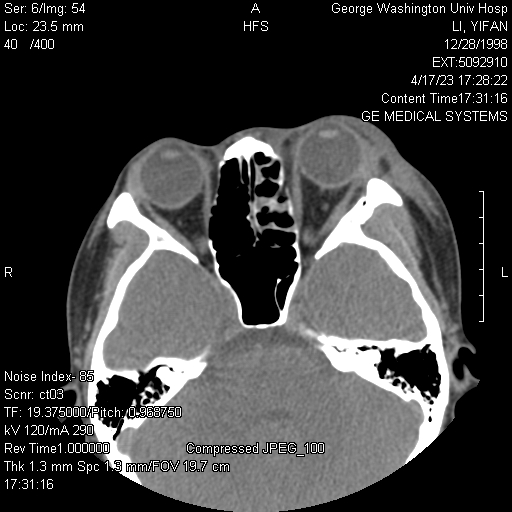 Ser: 6/Img: 54
Loc: 23.5 mm
40 /400
A
HFS
George Washington Univ Hosp
LI, YIFAN
12/28/1998
EXT:5092910
4/17/23 17:28:22
Content Time17:31:16
GE MEDICAL SYSTEMS
R
L
Noise Index- 85
Scnr: ct03
TF: 19.375000/Pitch: 0.968750
kV 120/mA 290
Rev Time1.000000
Compressed JPEG_100
Thk 1.3 mm Spc 1.3 mm/FOV 19.7 cm
17:31:16